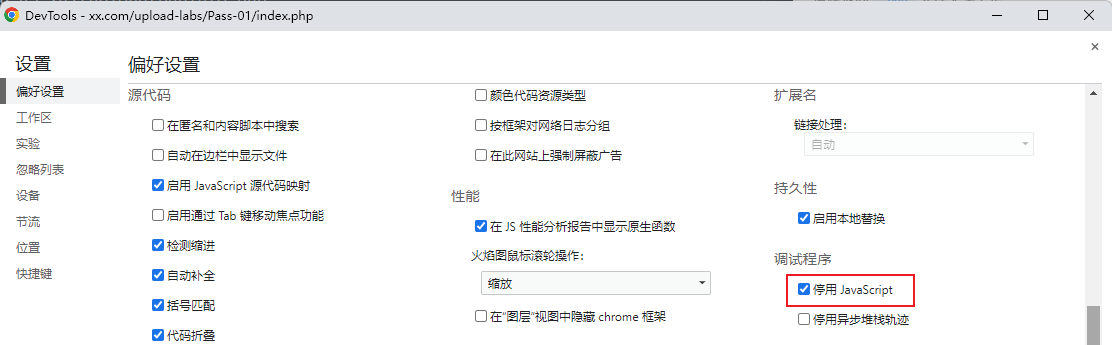 DevTools - xx.com/upload-labs/Pass-01/index.php
设置
偏好设置
工作区
实验
忽略列表
设备
节流
位置
快捷键
偏好设置
源代码
在匿名和内容脚本中搜索
自动在边栏中显示文件
启用 JavaScript 源代码映射
启用通过 Tab 键移动焦点功能
检测缩进
自动补全
括号匹配
代码折叠
颜色代码资源类型
按框架对网络日志分组
在此网站上强制屏蔽广告
性能
在 JS 性能分析报告中显示原生函数
火焰图鼠标滚轮操作:
缩放
在"图层"视图中隐藏 chrome 框架
扩展名
链接处理:
自动
持久性
启用本地替换
调试程序
停用 JavaScript
停用异步堆栈轨迹